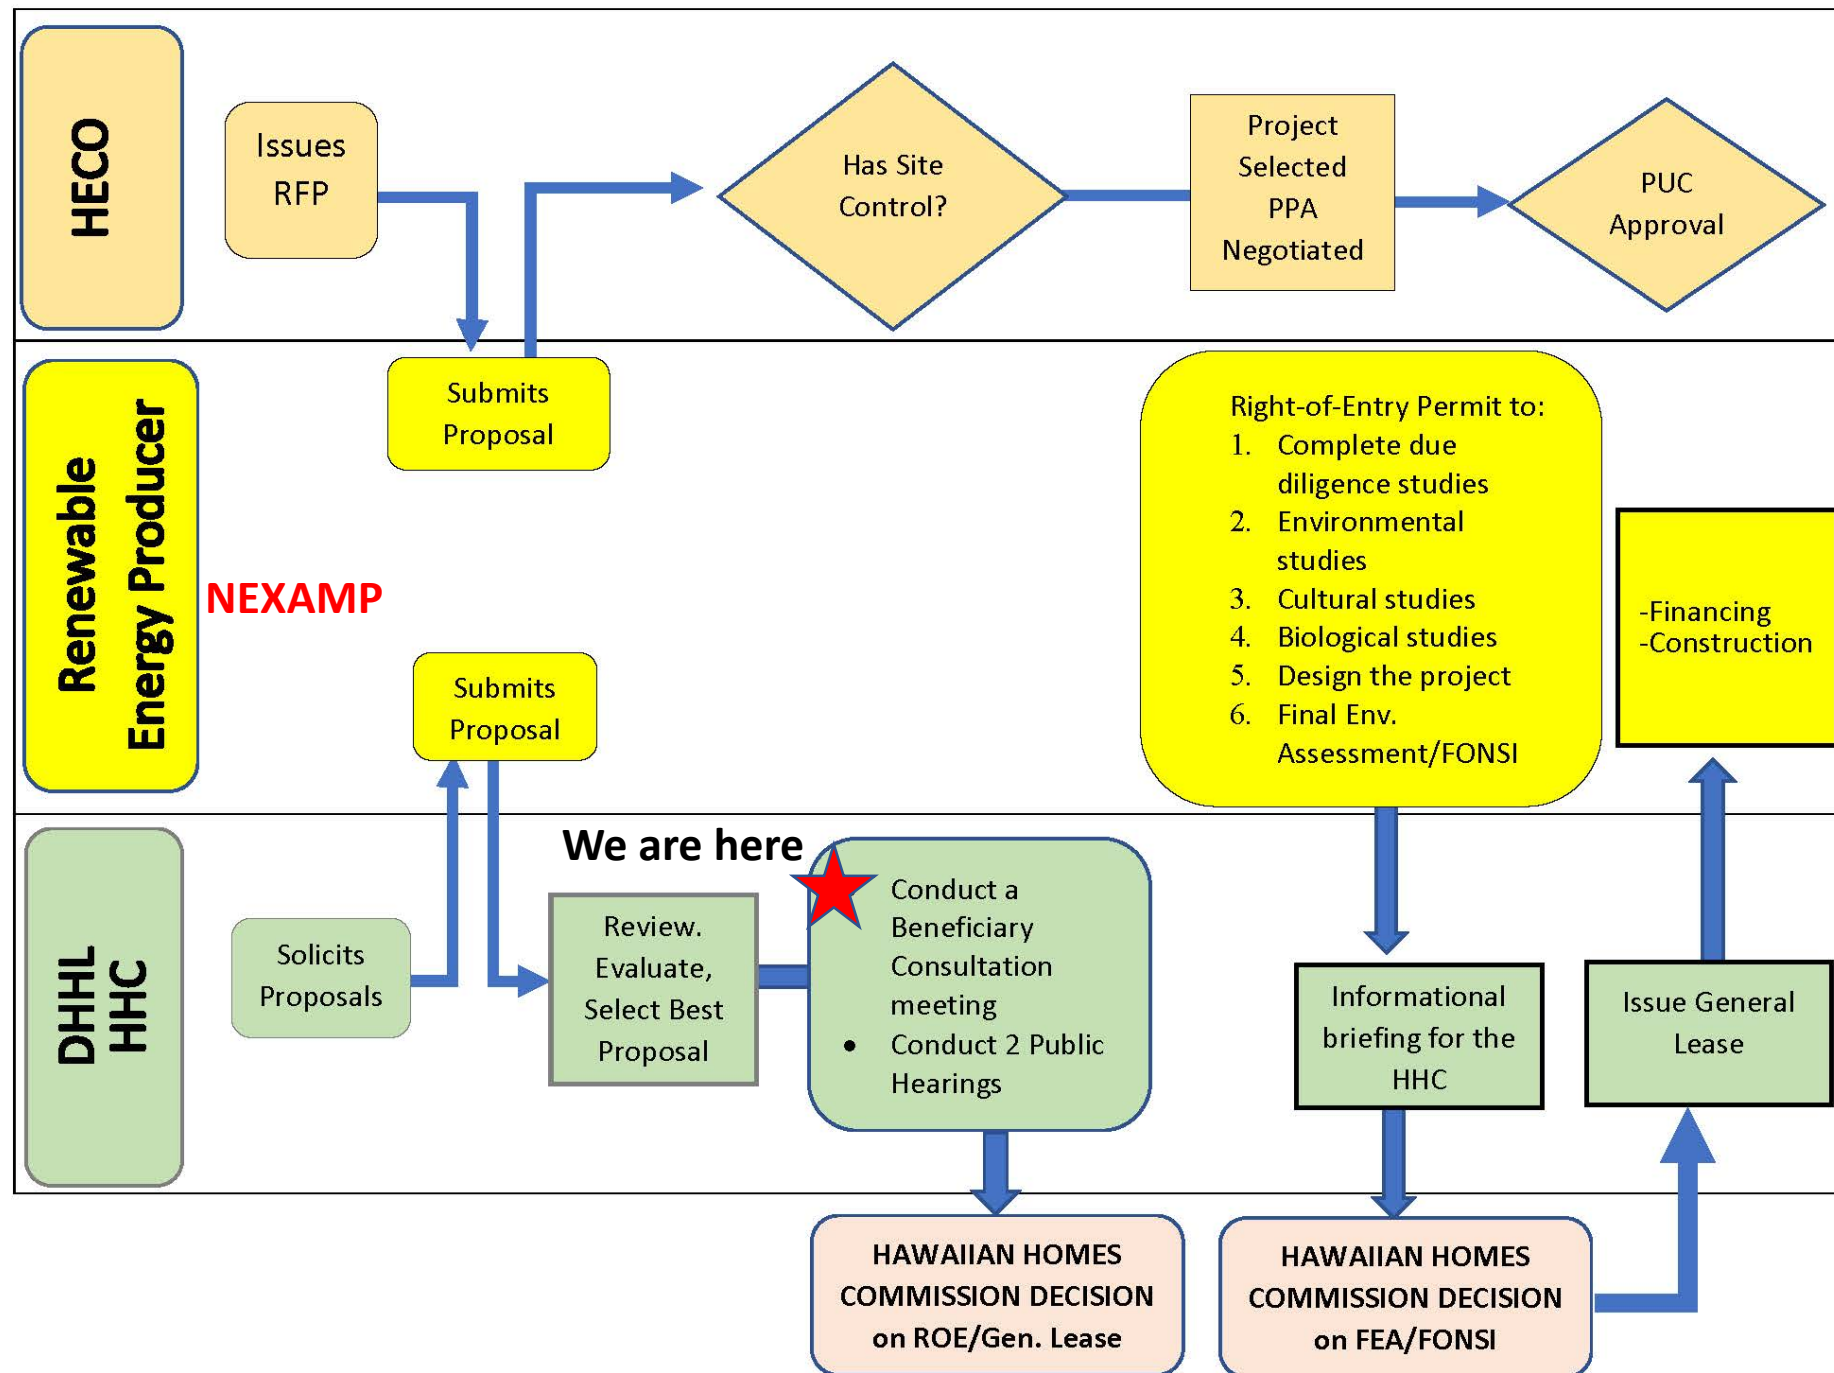 HECO
Issues
RFP
Has Site
Control?
Project
Selected
PPA
Negotiated
PUC
Approval
Renewable
Energy Producer
NEXAMP
Submits
Proposal
Submits
Proposal
Right-of-Entry Permit to:
1. Complete due
diligence studies
2. Environmental
studies
3. Cultural studies
4. Biological studies
5. Design the project
6. Final Env.
Assessment/FONSI
-Financing
-Construction
DHHL
HHC
Solicits
Proposals
Review.
Evaluate,
Select Best
Proposal
We are here
Conduct a
Beneficiary
Consultation
meeting
• Conduct 2 Public
Hearings
Informational
briefing for the
HHC
Issue General
Lease
HAWAIIAN HOMES
COMMISSION DECISION
on ROE/Gen. Lease
HAWAIIAN HOMES
COMMISSION DECISION
on FEA/FONSI